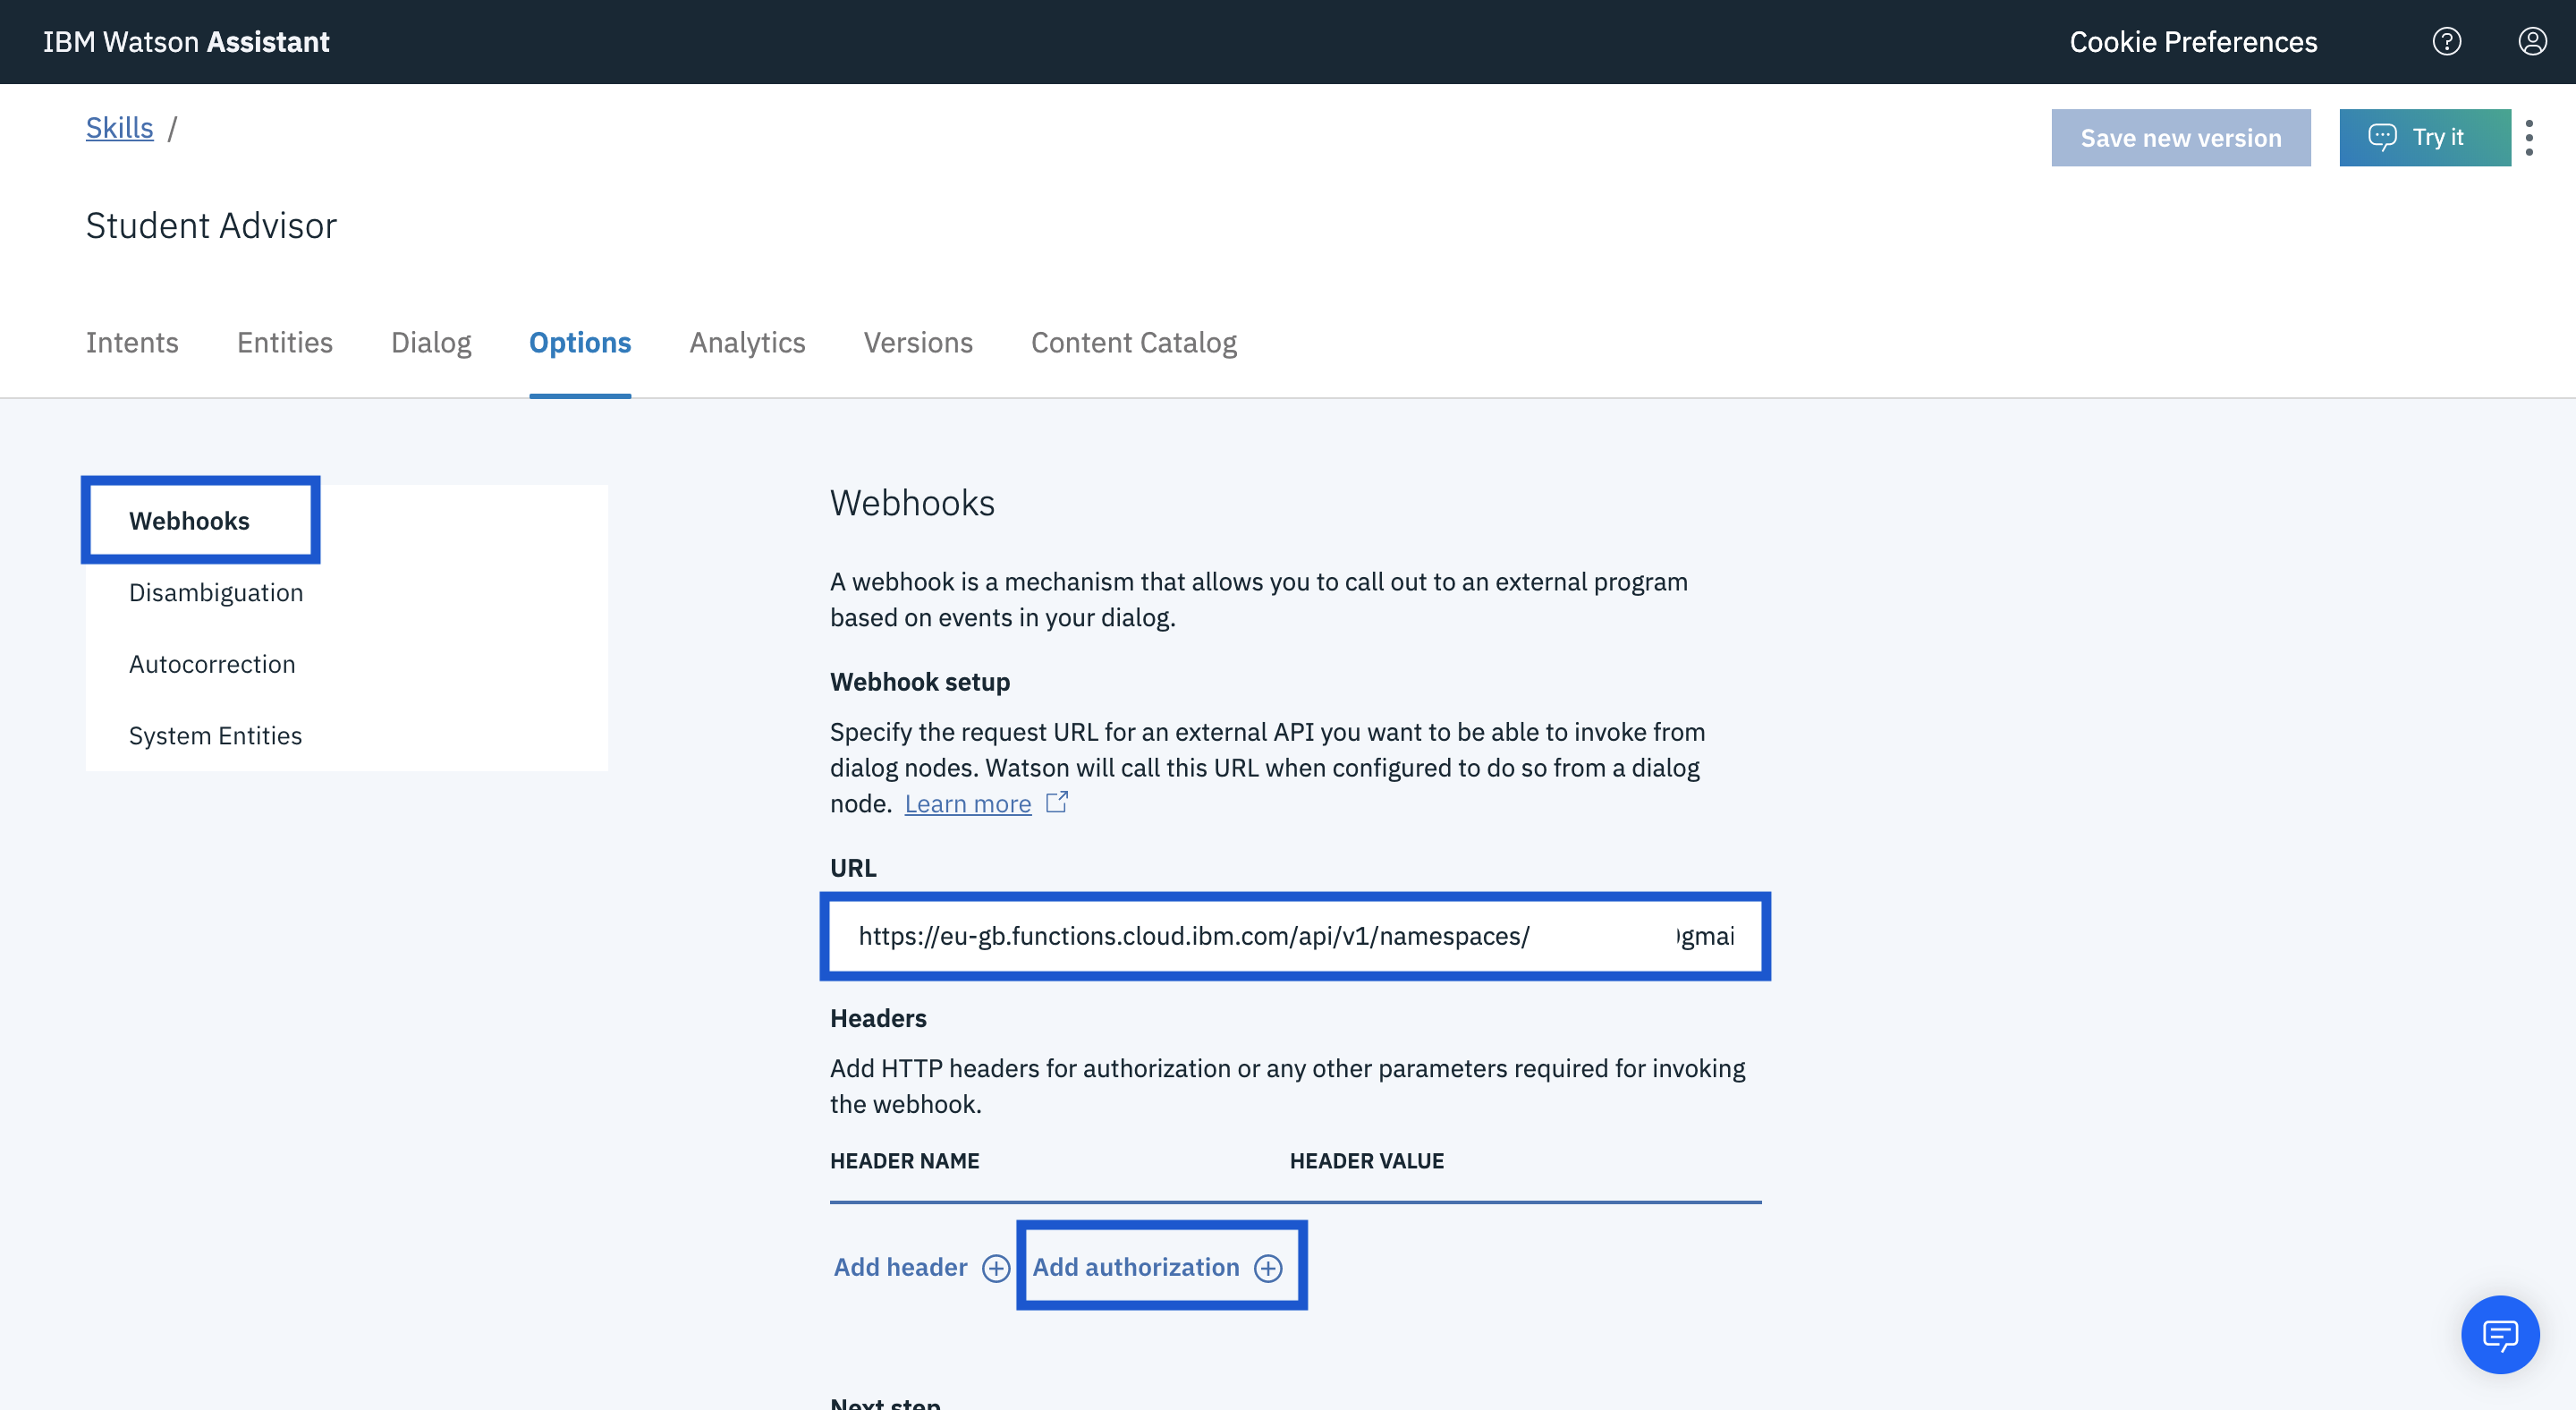 IBM Watson Assistant
Cookie Preferences
Skills /
Save new version
Try it
Student Advisor
Intents
Entities
Dialog
Options
Analytics
Versions
Content Catalog
Webhooks
Disambiguation
Autocorrection
System Entities
Webhooks
A webhook is a mechanism that allows you to call out to an external program
based on events in your dialog.
Webhook setup
Specify the request URL for an external API you want to be able to invoke from
dialog nodes. Watson will call this URL when configured to do so from a dialog
node. Learn more
URL
https://eu-gb.functions.cloud.ibm.com/api/v1/namespaces/ gmai
Headers
Add HTTP headers for authorization or any other parameters required for invoking
the webhook.
HEADER NAME
HEADER VALUE
Add header
Add authorization
Next step